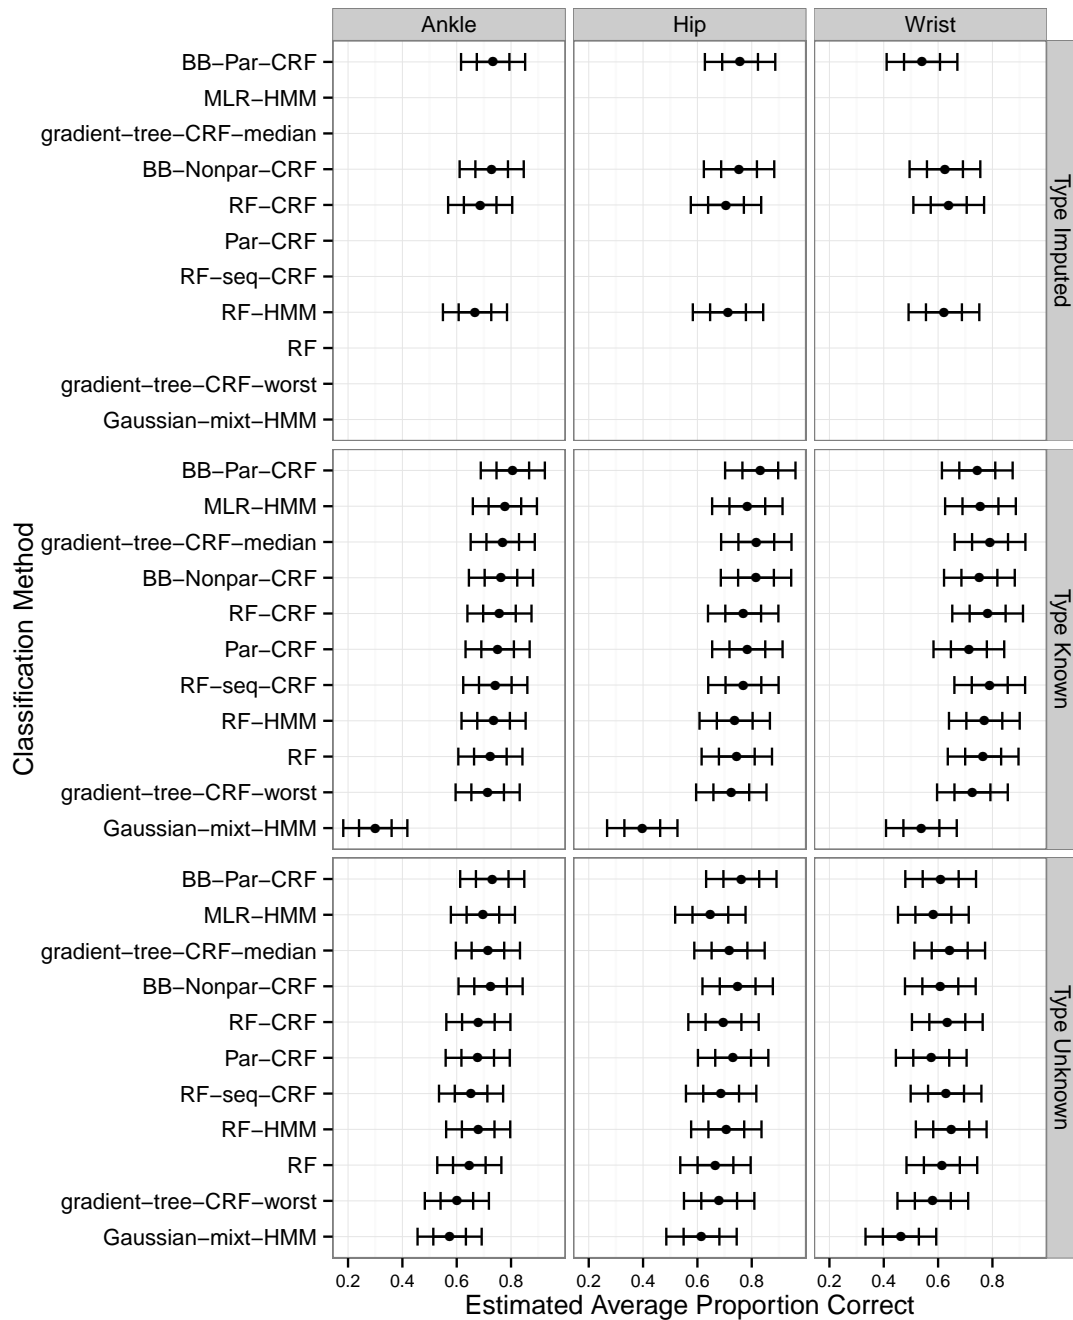 Ankle Hip Wrist
BB−Par−CRF
MLR−HMM
gradient−tree−CRF−median
BB−Nonpar−CRF
RF−CRF
Par−CRF
RF−seq−CRF
RF−HMM
RF
gradient−tree−CRF−worst
Gaussian−mixt−HMM
Type Imputed
BB−Par−CRF
MLR−HMM
gradient−tree−CRF−median
BB−Nonpar−CRF
RF−CRF
Par−CRF
RF−seq−CRF
RF−HMM
RF
gradient−tree−CRF−worst
Gaussian−mixt−HMM
Type Known
BB−Par−CRF
MLR−HMM
gradient−tree−CRF−median
BB−Nonpar−CRF
RF−CRF
Par−CRF
RF−seq−CRF
RF−HMM
RF
gradient−tree−CRF−worst
Gaussian−mixt−HMM
Type Unknown
Classification Method
0.2 0.4 0.6 0.8 0.2 0.4 0.6 0.8 0.2 0.4 0.6 0.8
Estimated Average Proportion Correct